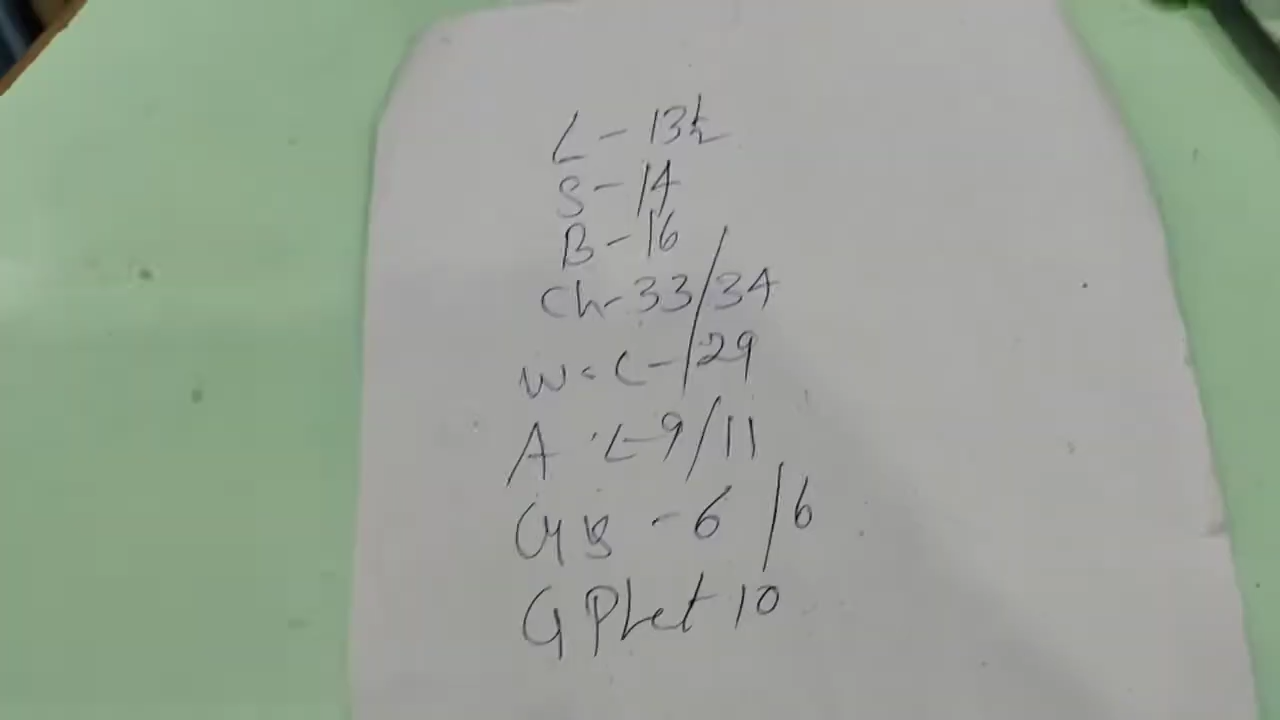 L - 13½
S - 14
B - 16
Ch - 33/34
W.C - /29
A .L - 9/11
G B - 6 /6
G PLet 10